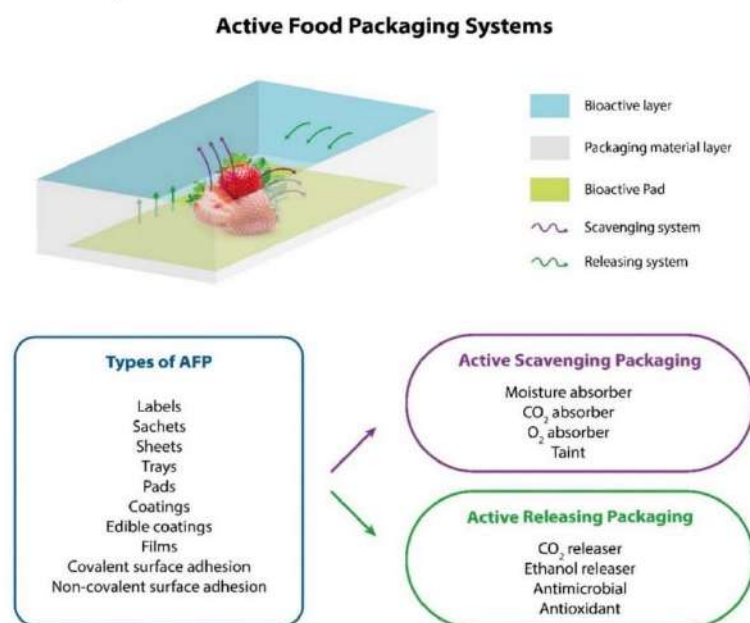 Active Food Packaging Systems
Bioactive layer
Packaging material layer
Bioactive Pad
Scavenging system
Releasing system
Types of AFP
Labels
Sachets
Sheets
Trays
Pads
Coatings
Edible coatings
Films
Covalent surface adhesion
Non-covalent surface adhesion
Active Scavenging Packaging
Moisture absorber
CO₂ absorber
O₂ absorber
Taint
Active Releasing Packaging
CO₂ releaser
Ethanol releaser
Antimicrobial
Antioxidant